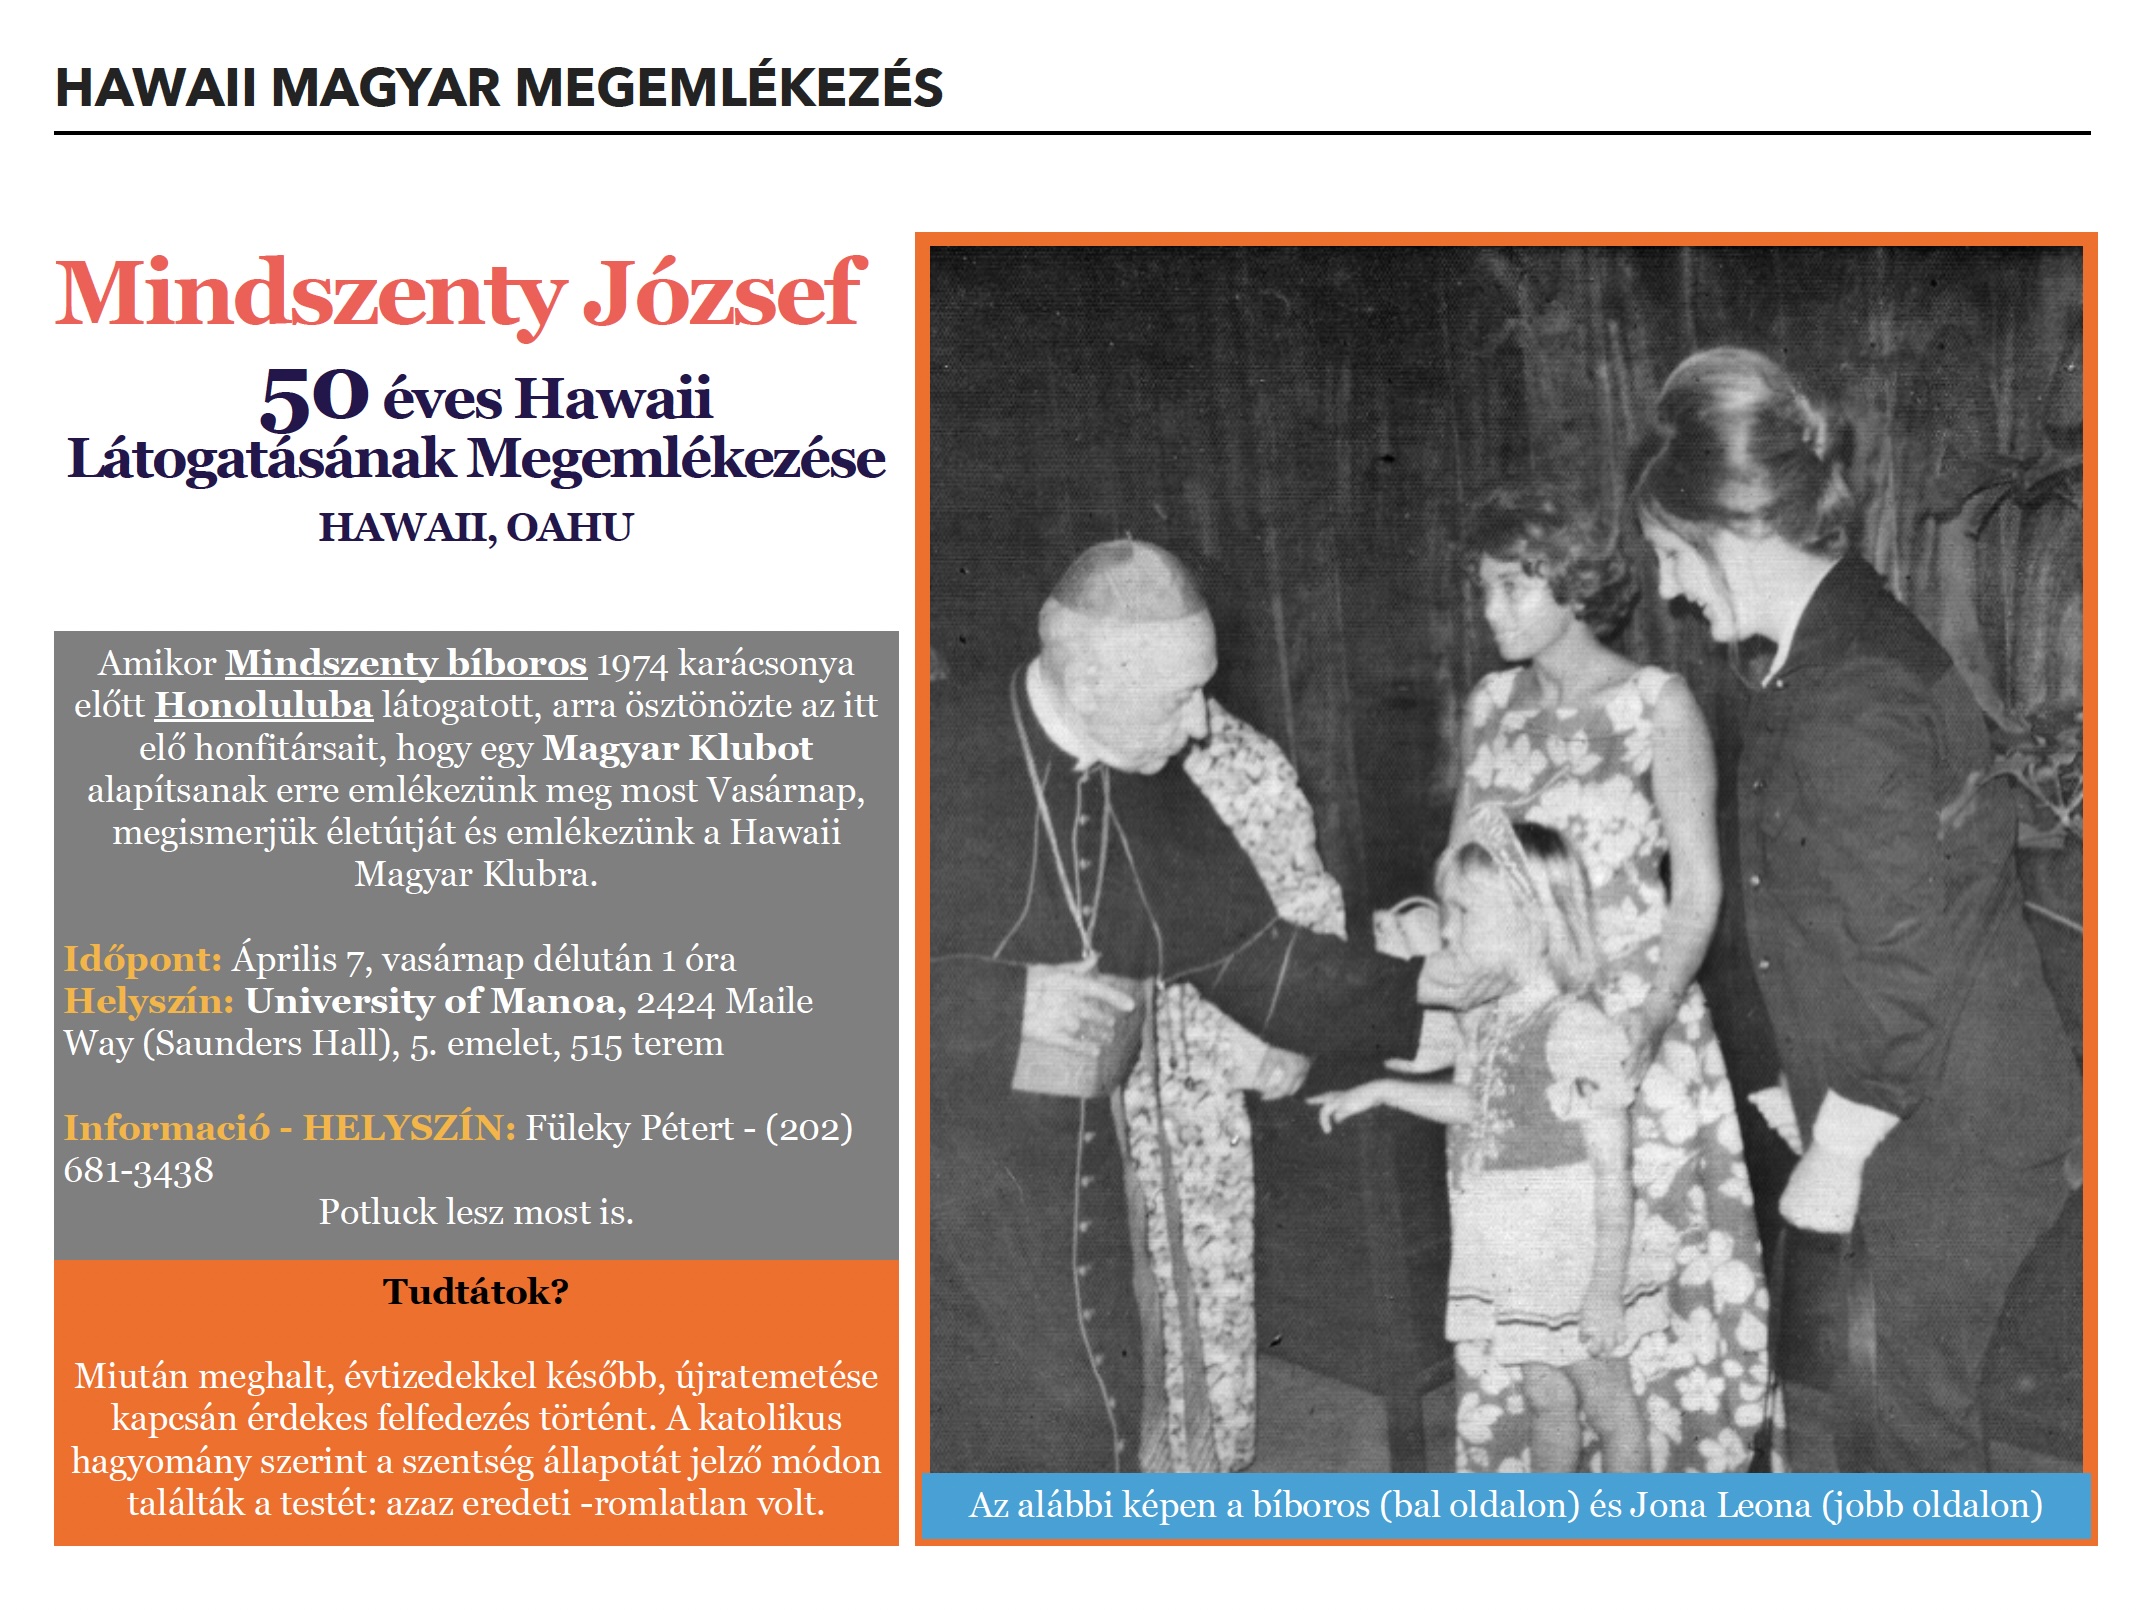 HAWAII MAGYAR MEGEMLÉKEZÉS
Mindszenty József
50 éves Hawaii
Látogatásának Megemlékezése
HAWAII, OAHU
Amikor Mindszenty bíboros 1974 karácsonya
előtt Honoluluba látogatott, arra ösztönözte az itt
elő honfitársait, hogy egy Magyar Klubot
alapítsanak erre emlékezünk meg most Vasárnap,
megismerjük életútját és emlékezünk a Hawaii
Magyar Klubra.
Időpont: Április 7, vasárnap délután 1 óra
Helyszín: University of Manoa, 2424 Maile
Way (Saunders Hall), 5. emelet, 515 terem
Informació - HELYSZÍN: Füleky Pétert - (202)
681-3438
Potluck lesz most is.
Tudtátok?
Miután meghalt, évtizedekkel később, újratemetése
kapcsán érdekes felfedezés történt. A katolikus
hagyomány szerint a szentség állapotát jelző módon
találták a testét: azaz eredeti -romlatlan volt.
Az alábbi képen a bíboros (bal oldalon) és Jona Leona (jobb oldalon)